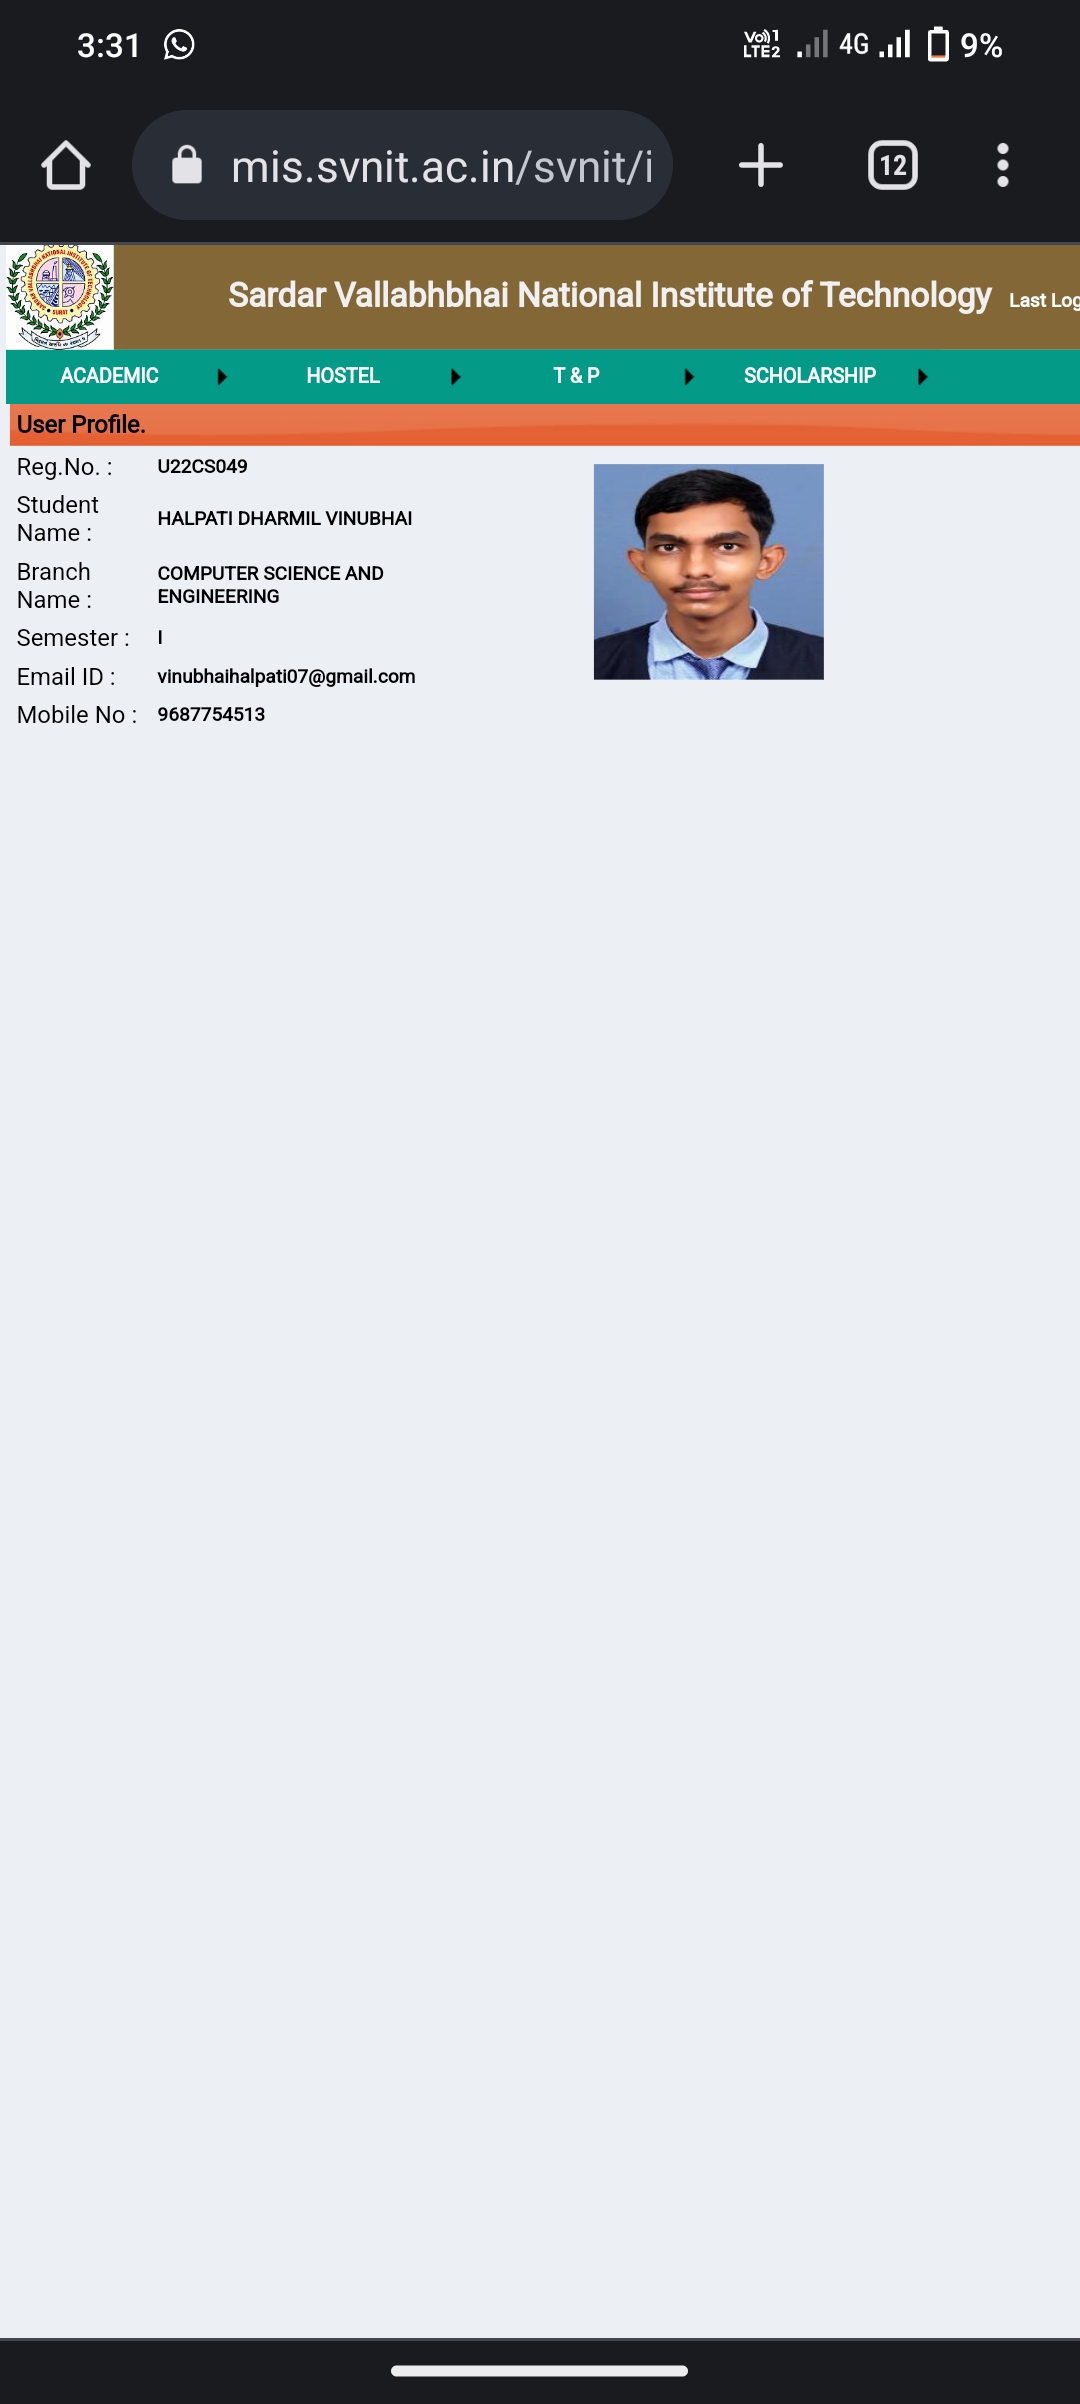 3:31
Vo)) 1 LTE2 4G 9%
mis.svnit.ac.in/svnit/i
12
Sardar Vallabhbhai National Institute of Technology Last Log
ACADEMIC HOSTEL T & P SCHOLARSHIP
User Profile.
Reg.No. : U22CS049
Student Name : HALPATI DHARMIL VINUBHAI
Branch Name : COMPUTER SCIENCE AND
ENGINEERING
Semester : I
Email ID : vinubhaihalpati07@gmail.com
Mobile No : 9687754513